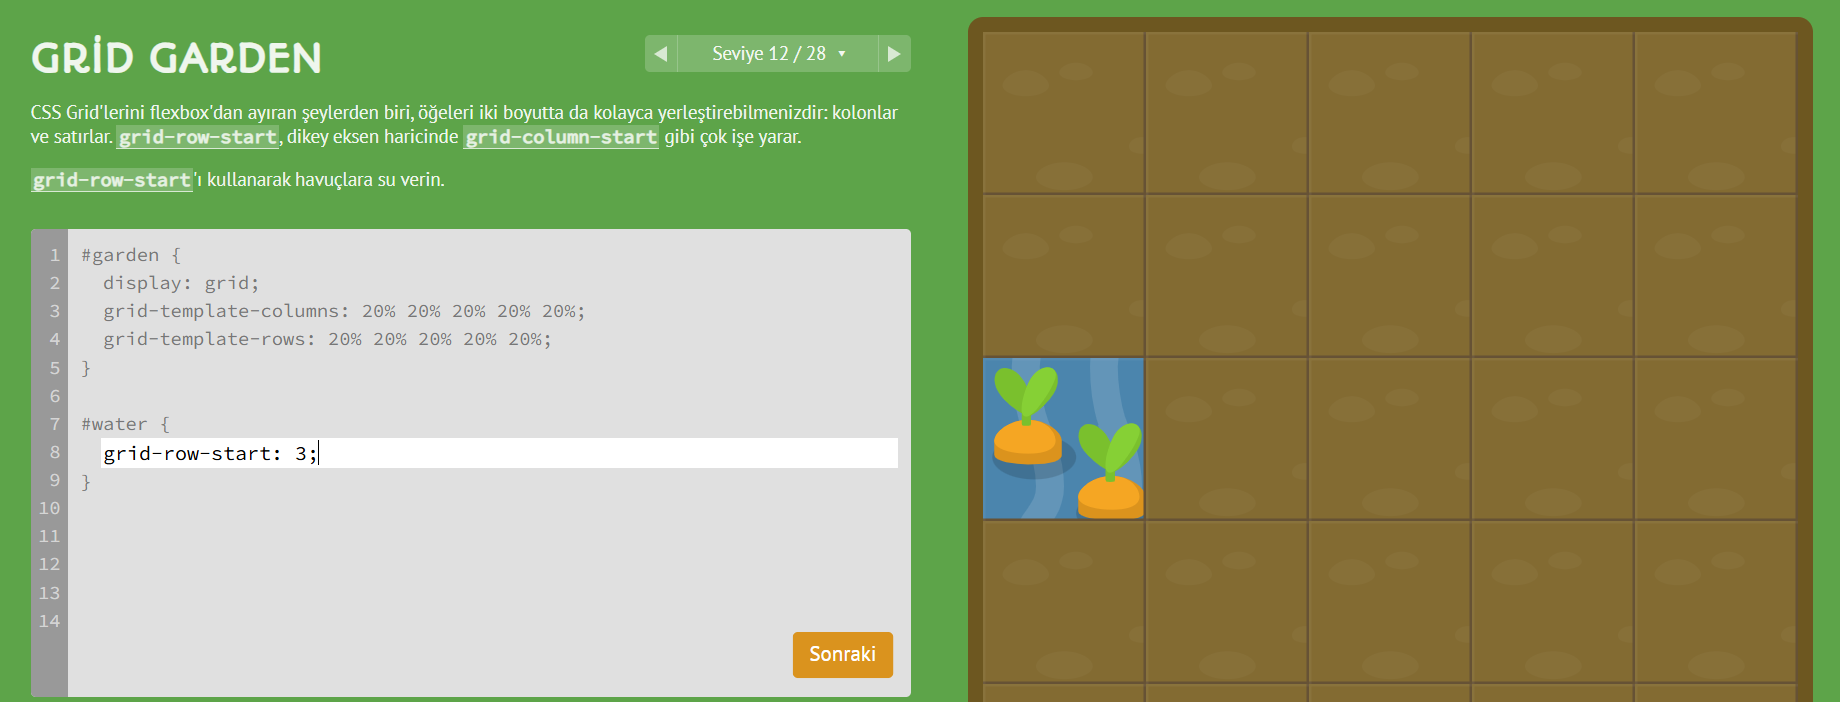 GRİD GARDEN
◀ Seviye 12 / 28 ▾ ▶
CSS Grid'lerini flexbox'dan ayıran şeylerden biri, öğeleri iki boyutta da kolayca yerleştirebilmenizdir: kolonlar
ve satırlar. grid-row-start, dikey eksen haricinde grid-column-start gibi çok işe yarar.
grid-row-start'ı kullanarak havuçlara su verin.
1 #garden {
2 display: grid;
3 grid-template-columns: 20% 20% 20% 20% 20%;
4 grid-template-rows: 20% 20% 20% 20% 20%;
5 }
6
7 #water {
8 grid-row-start: 3;
9 }
10
11
12
13
14
Sonraki